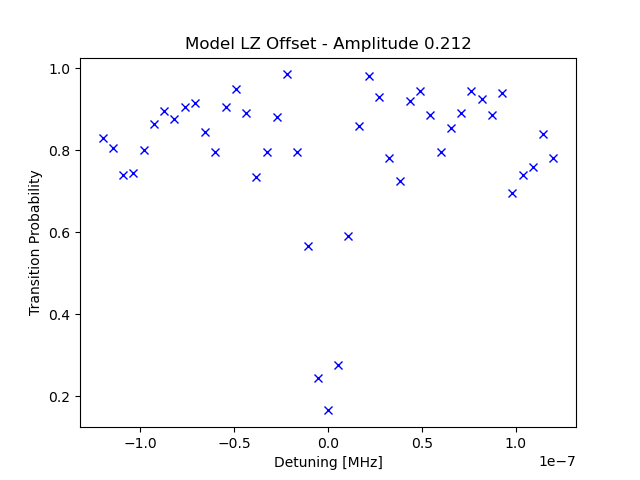 Model LZ Offset - Amplitude 0.212
Transition Probability
1.0
0.8
0.6
0.4
0.2
−1.0 −0.5 0.0 0.5 1.0
1e−7
Detuning [MHz]